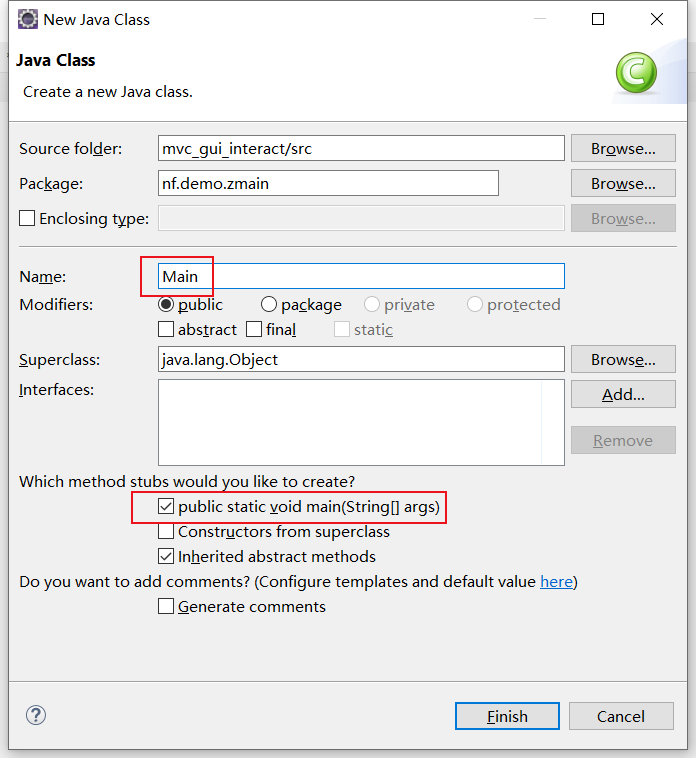 New Java Class
Java Class
Create a new Java class.
Source folder: mvc_gui_interact/src Browse...
Package: nf.demo.zmain Browse...
Enclosing type: Browse...
Name: Main
Modifiers: public package private protected
abstract final static
Superclass: java.lang.Object Browse...
Interfaces: Add...
Remove
Which method stubs would you like to create?
public static void main(String[] args)
Constructors from superclass
Inherited abstract methods
Do you want to add comments? (Configure templates and default value here)
Generate comments
? Finish Cancel